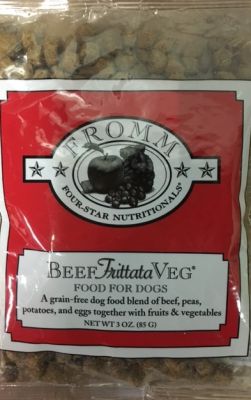 FROMM
FOUR-STAR NUTRITIONALS®
BEEF FRITTATA VEG®
FOOD FOR DOGS
A grain-free dog food blend of beef, peas,
potatoes, and eggs together with fruits & vegetables
NET WT 3 OZ. (85 G)